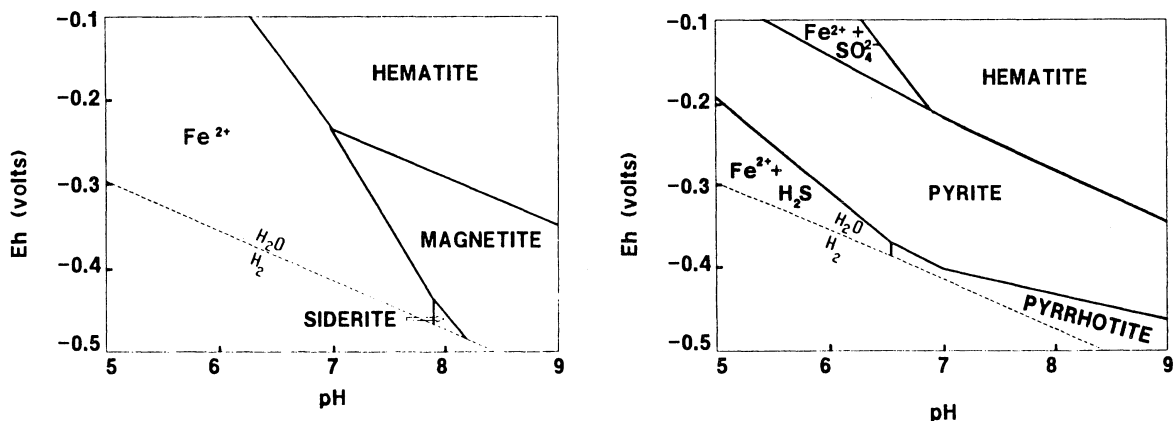 -0.1
-0.2
-0.3
-0.4
-0.5
Eh (volts)
HEMATITE
Fe 2+
MAGNETITE
H₂O
H₂
SIDERITE
5 6 7 8 9
pH
-0.1
-0.2
-0.3
-0.4
-0.5
Eh (volts)
Fe²⁺ +
SO₄²⁻
HEMATITE
Fe²⁺+
H₂S
PYRITE
H₂O
H₂
PYRRHOTITE
5 6 7 8 9
pH